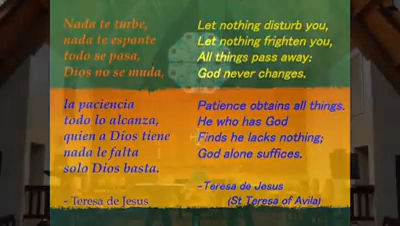 Nada te turbe,
nada te espante
todo se pasa,
Dios no se muda,
la paciencia
todo lo alcanza,
quien a Dios tiene
nada le falta
solo Dios basta.
- Teresa de Jesus
Let nothing disturb you,
Let nothing frighten you,
All things pass away:
God never changes.
Patience obtains all things.
He who has God
Finds he lacks nothing;
God alone suffices.
-Teresa de Jesus
(St Teresa of Avila)